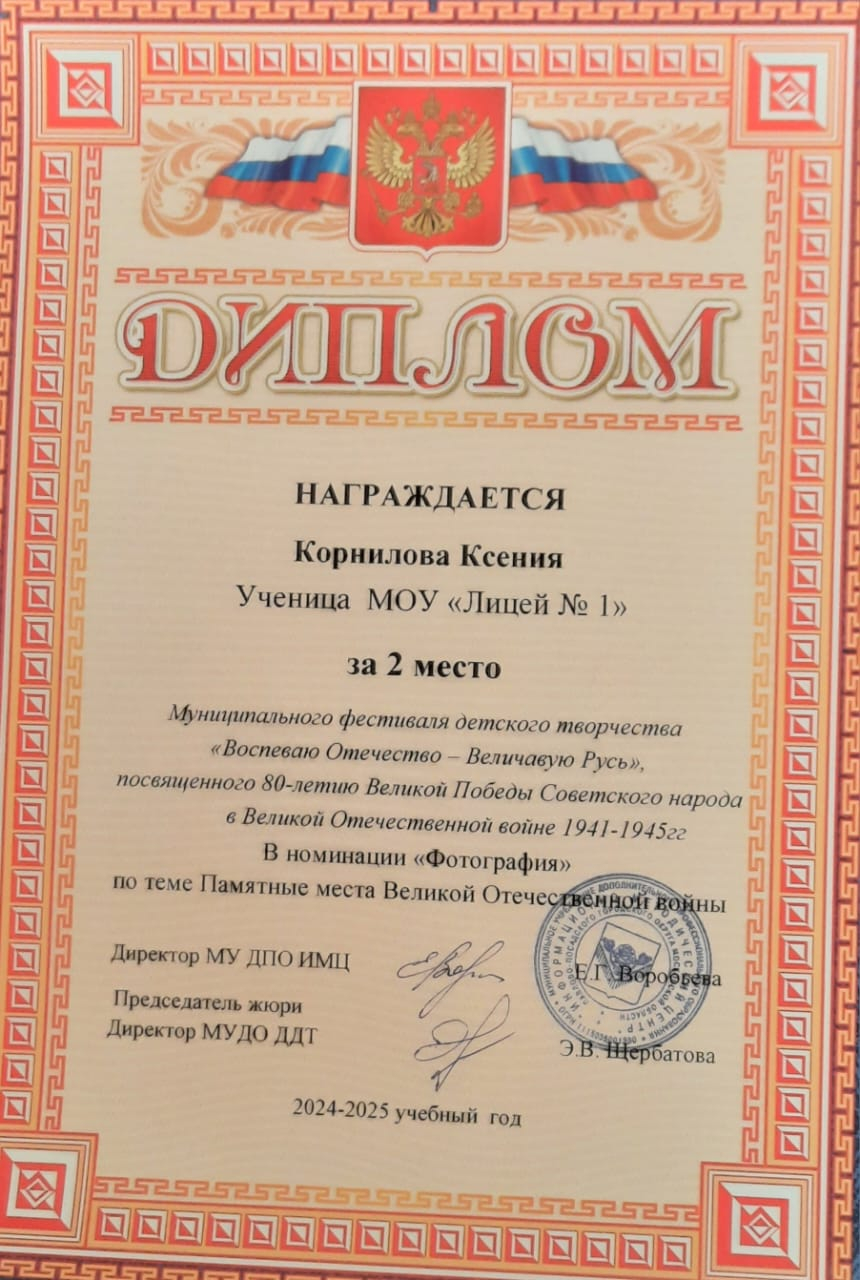 ДИПЛОМ
НАГРАЖДАЕТСЯ
Корнилова Ксения
Ученица МОУ «Лицей № 1»
за 2 место
Муниципального фестиваля детского творчества
«Воспеваю Отечество – Величавую Русь»,
посвященного 80-летию Великой Победы Советского народа
в Великой Отечественной войне 1941-1945гг
В номинации «Фотография»
по теме Памятные места Великой Отечественной войны
Директор МУ ДПО ИМЦ
Е.Г. Воробьева
Председатель жюри
Директор МУДО ДДТ
Э.В. Щербатова
2024-2025 учебный год